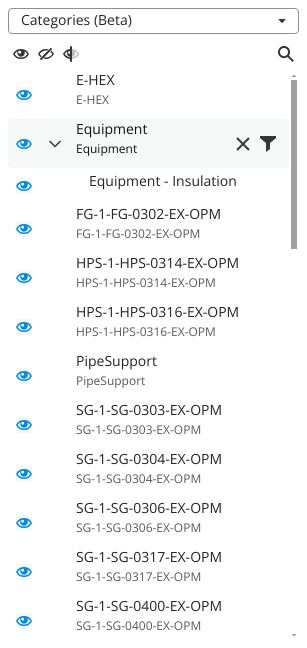 Categories (Beta)
E-HEX
E-HEX
Equipment
Equipment
Equipment - Insulation
FG-1-FG-0302-EX-OPM
FG-1-FG-0302-EX-OPM
HPS-1-HPS-0314-EX-OPM
HPS-1-HPS-0314-EX-OPM
HPS-1-HPS-0316-EX-OPM
HPS-1-HPS-0316-EX-OPM
PipeSupport
PipeSupport
SG-1-SG-0303-EX-OPM
SG-1-SG-0303-EX-OPM
SG-1-SG-0304-EX-OPM
SG-1-SG-0304-EX-OPM
SG-1-SG-0306-EX-OPM
SG-1-SG-0306-EX-OPM
SG-1-SG-0317-EX-OPM
SG-1-SG-0317-EX-OPM
SG-1-SG-0400-EX-OPM
SG-1-SG-0400-EX-OPM